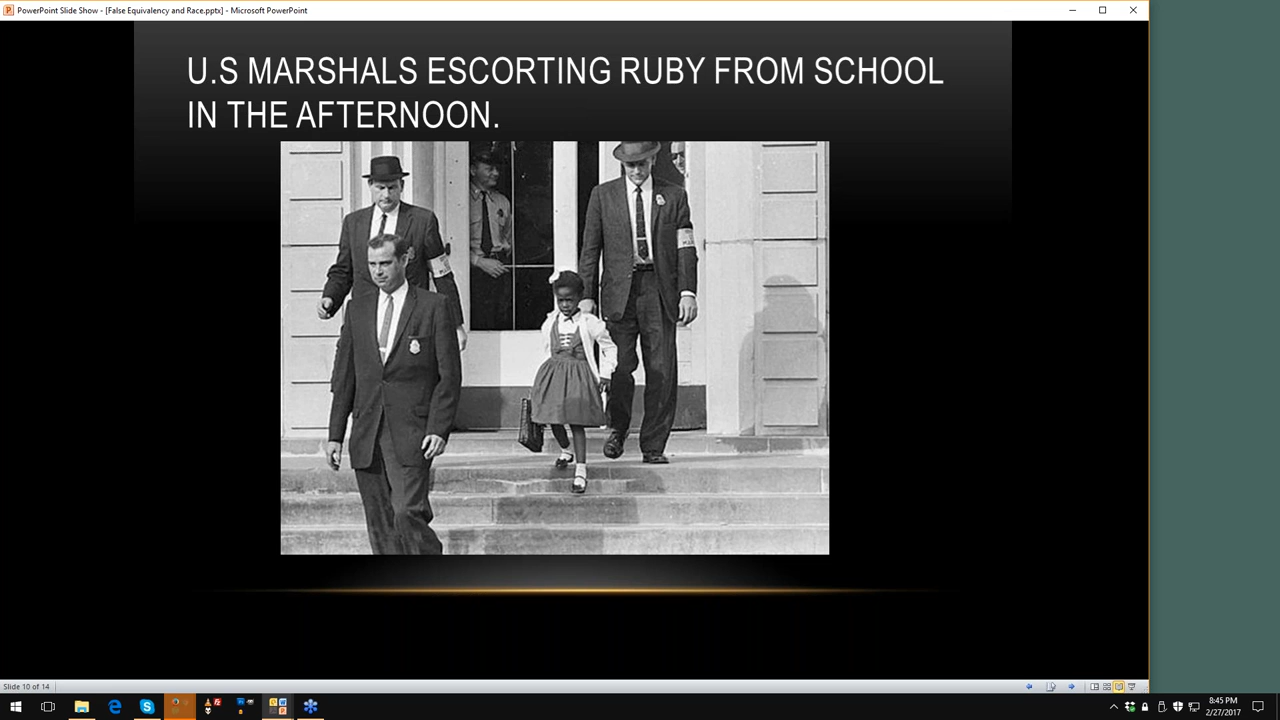 PowerPoint Slide Show - [False Equivalency and Race.pptx] - Microsoft PowerPoint
U.S MARSHALS ESCORTING RUBY FROM SCHOOL
IN THE AFTERNOON.
Slide 10 of 14
8:45 PM
2/27/2017